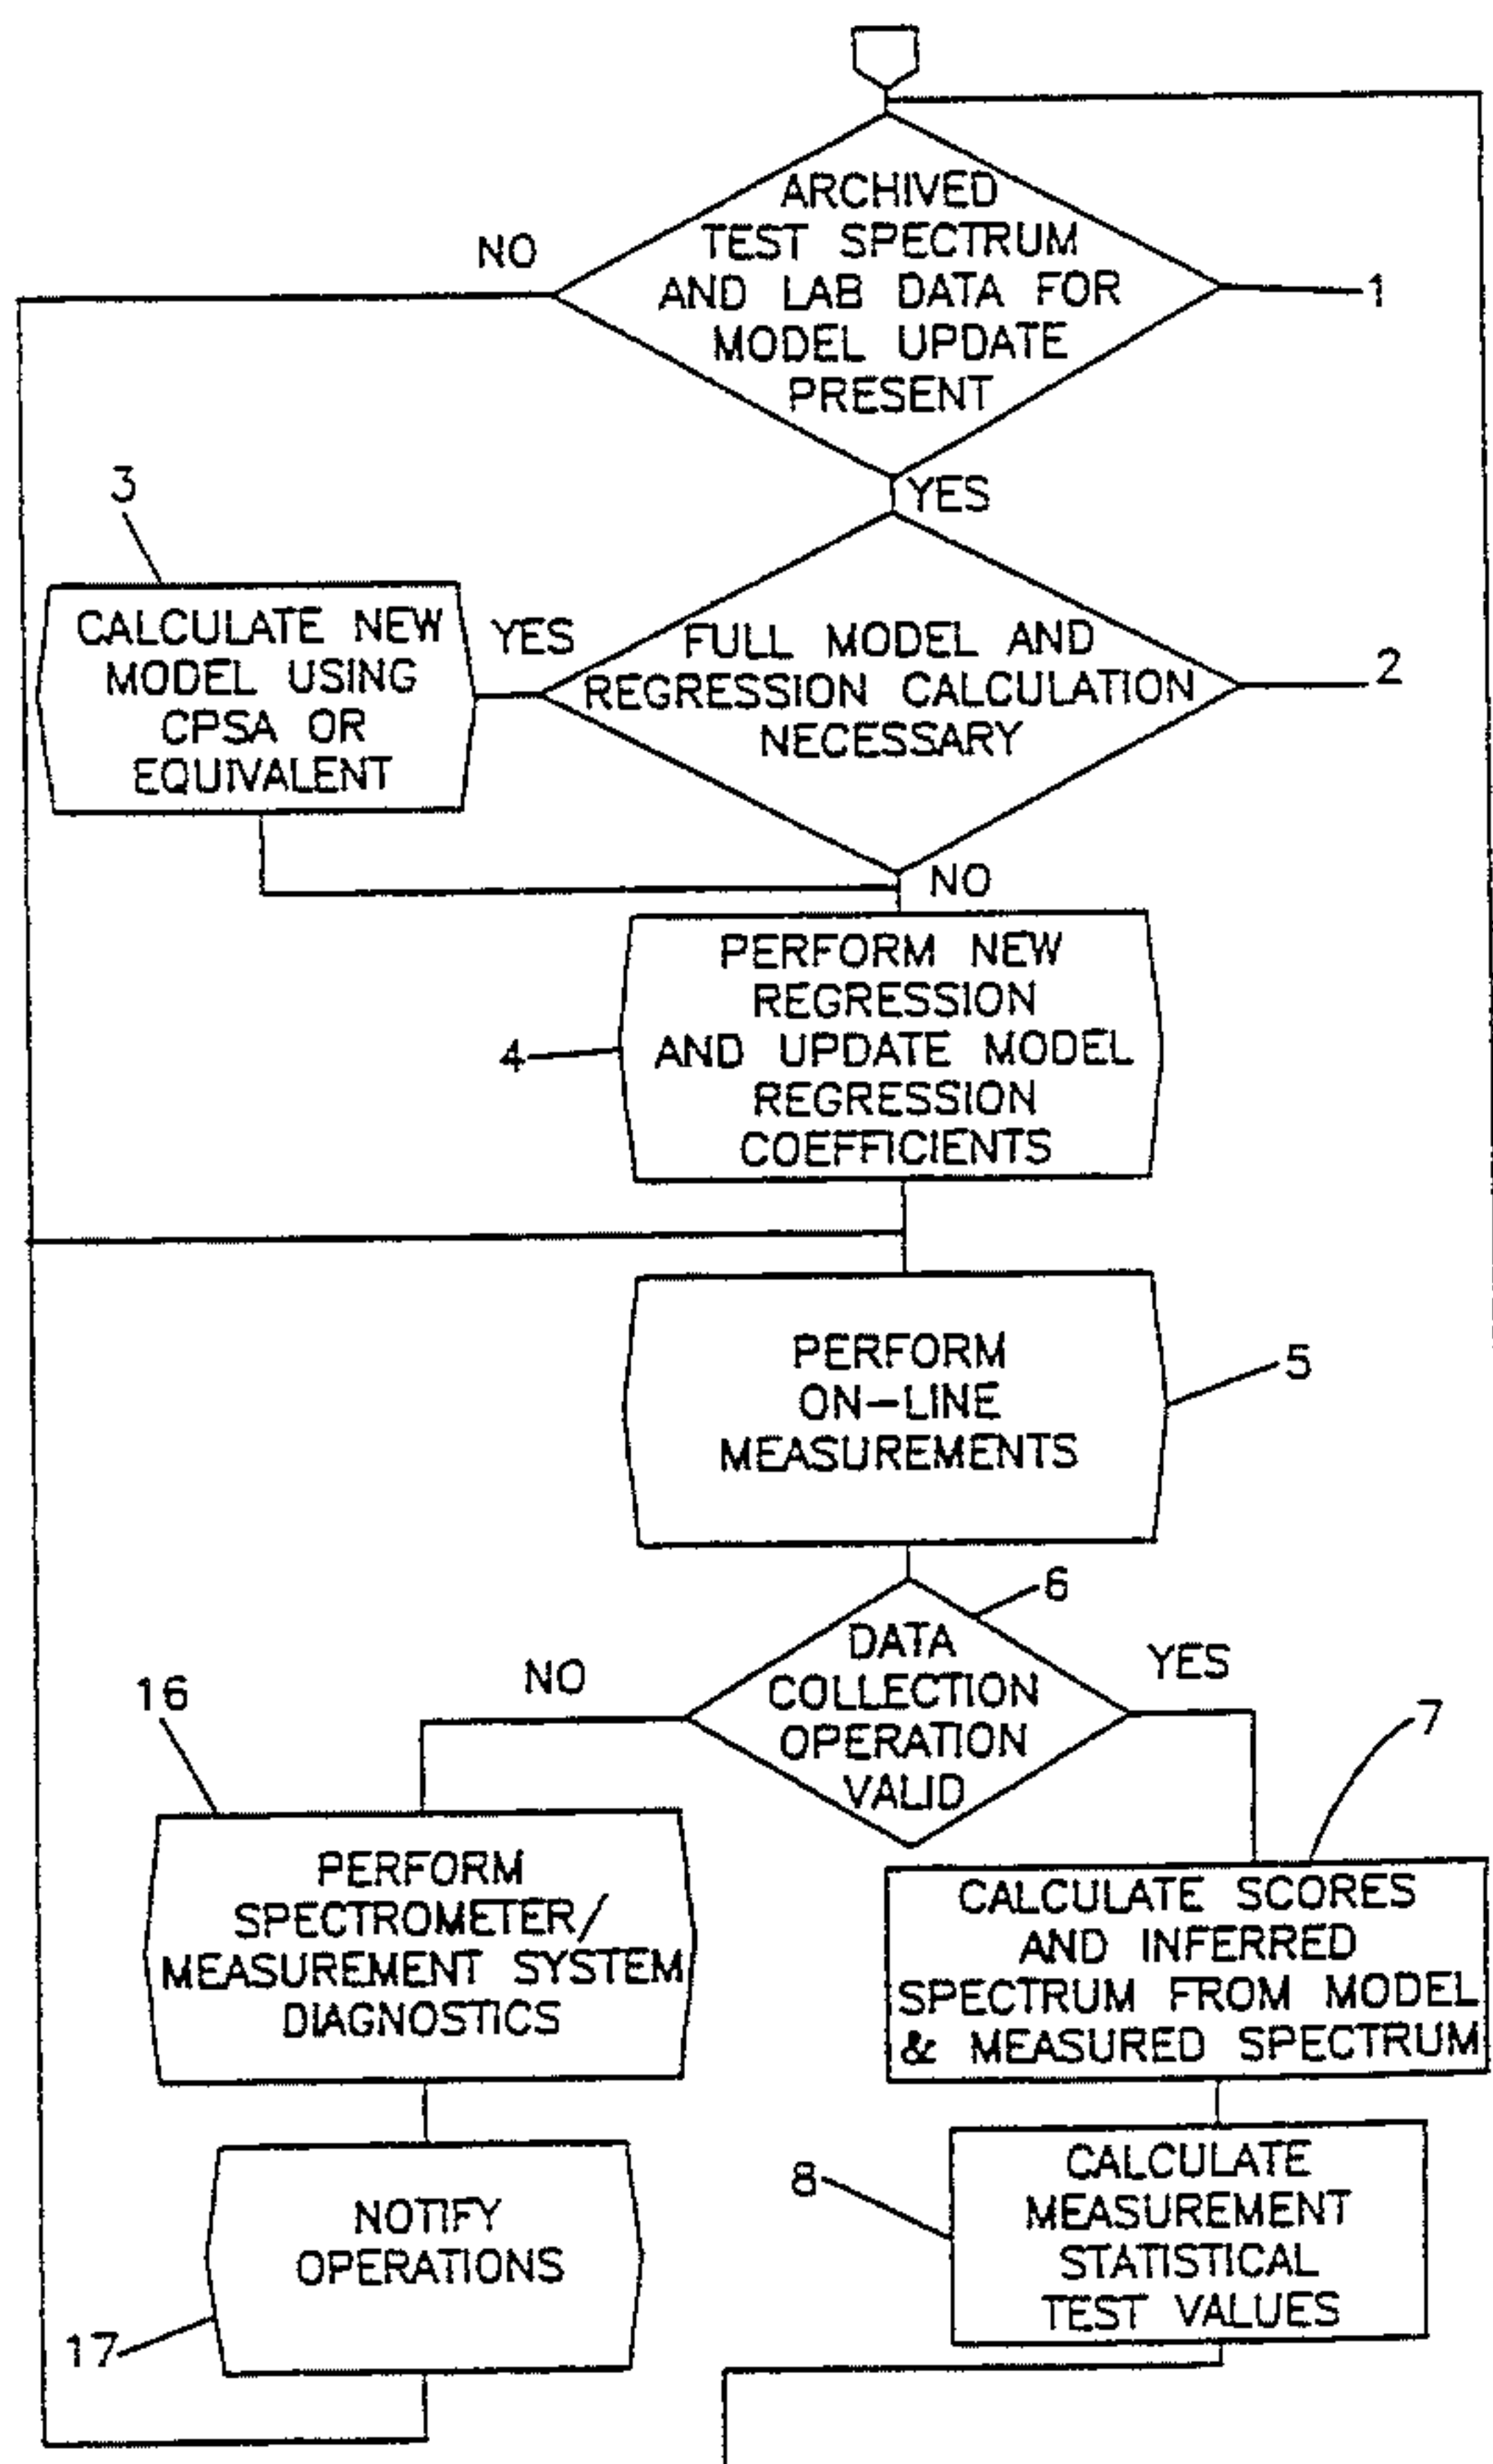 ARCHIVED
TEST SPECTRUM
AND LAB DATA FOR
MODEL UPDATE
PRESENT
NO
1
YES
3
CALCULATE NEW
MODEL USING
CPSA OR
EQUIVALENT
YES
FULL MODEL AND
REGRESSION CALCULATION
NECESSARY
2
NO
PERFORM NEW
REGRESSION
AND UPDATE MODEL
REGRESSION
COEFFICIENTS
4
PERFORM
ON-LINE
MEASUREMENTS
5
6
DATA
COLLECTION
OPERATION
VALID
NO
YES
16
PERFORM
SPECTROMETER/
MEASUREMENT SYSTEM
DIAGNOSTICS
7
CALCULATE SCORES
AND INFERRED
SPECTRUM FROM MODEL
& MEASURED SPECTRUM
NOTIFY
OPERATIONS
17
8
CALCULATE
MEASUREMENT
STATISTICAL
TEST VALUES